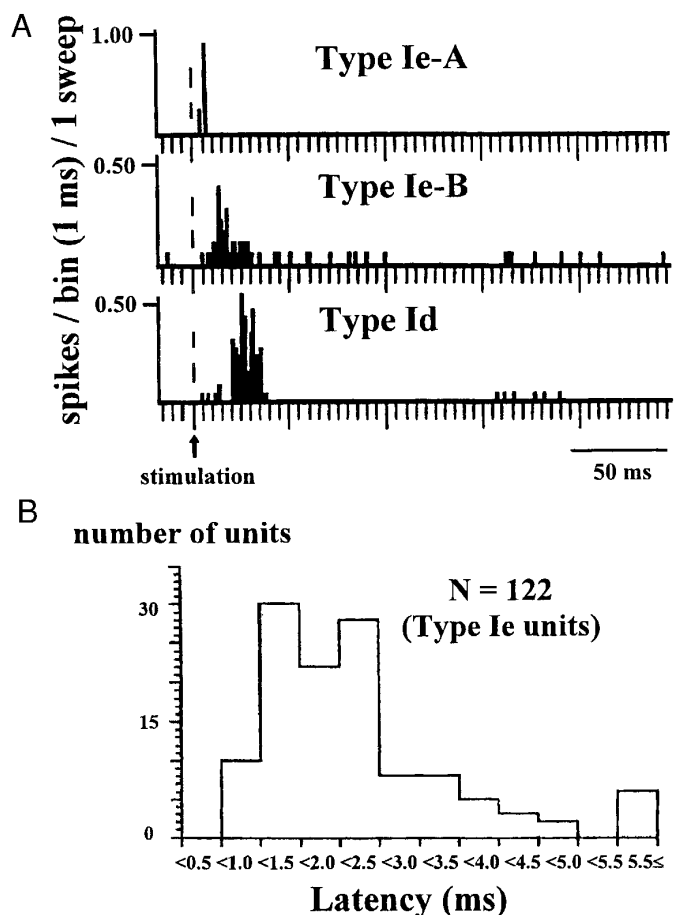 A
spikes / bin (1 ms) / 1 sweep
1.00
Type Ie-A
0.50
Type Ie-B
0.50
Type Id
stimulation
50 ms
B
number of units
N = 122
(Type Ie units)
30
15
0
<0.5 <1.0 <1.5 <2.0 <2.5 <3.0 <3.5 <4.0 <4.5 <5.0 <5.5 5.5≤
Latency (ms)